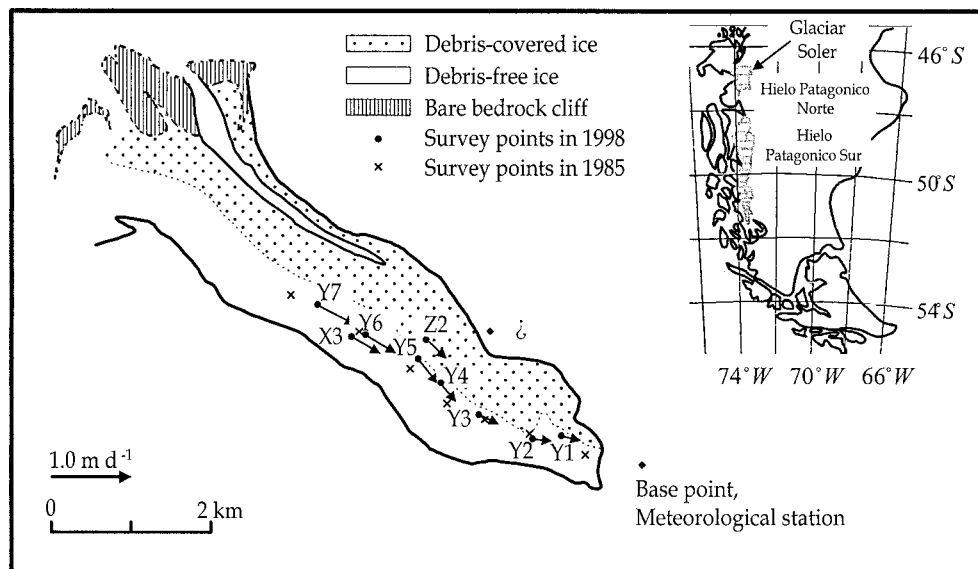 Debris-covered ice
Debris-free ice
Bare bedrock cliff
Survey points in 1998
Survey points in 1985
Glaciar
Soler
Hielo Patagonico
Norte
Hielo
Patagonico Sur
46°S
50°S
54°S
74°W 70°W 66°W
Y7
X3
Y6
Y5
Z2
Y4
Y3
Y2
Y1
¿
1.0 m d⁻¹
0 2 km
Base point,
Meteorological station